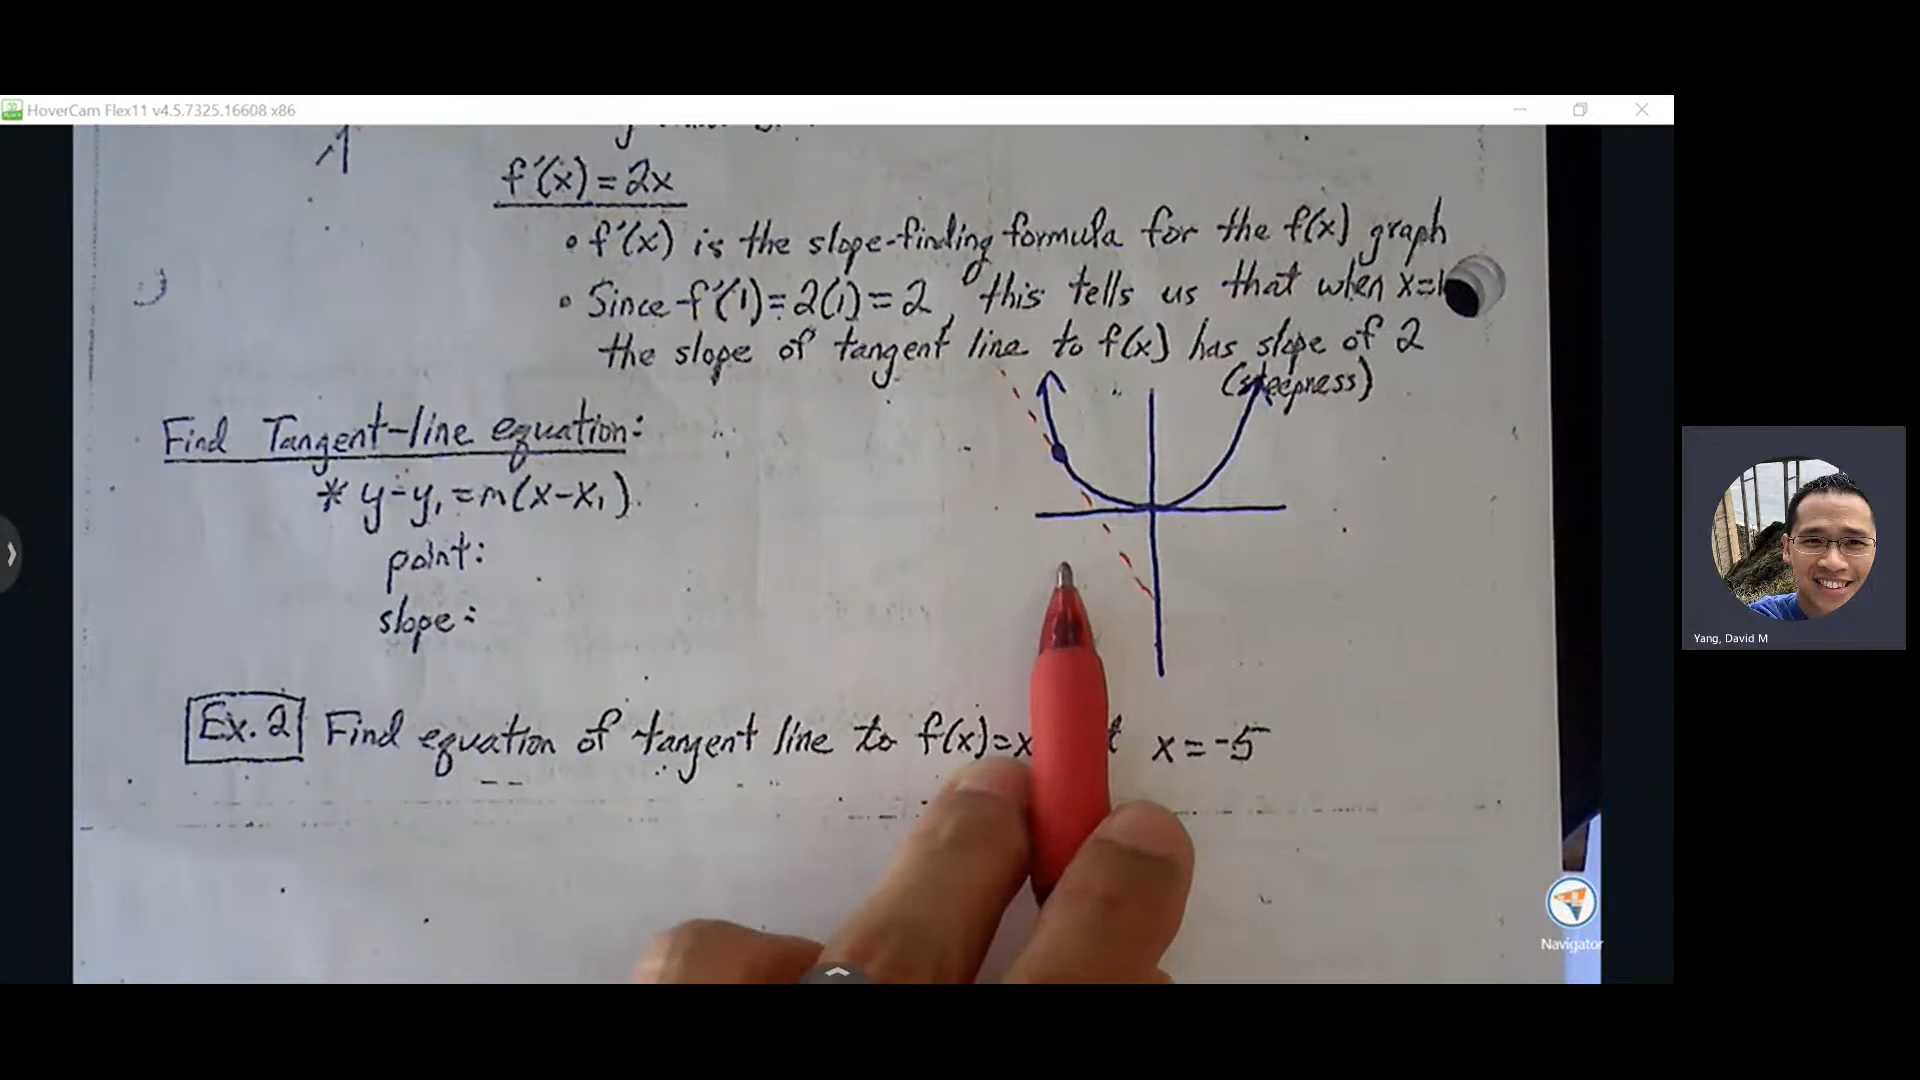 HoverCam Flex11 v4.5.7325.16608 x86
f'(x) = 2x
• f'(x) is the slope-finding formula for the f(x) graph
• Since f'(1) = 2(1) = 2, this tells us that when x=1
the slope of tangent line to f(x) has slope of 2
(steepness)
Find Tangent-line equation:
* y-y₁ = m(x-x₁)
point:
slope:
Ex. 2 Find equation of tangent line to f(x)=x x = -5
Navigator
Yang, David M